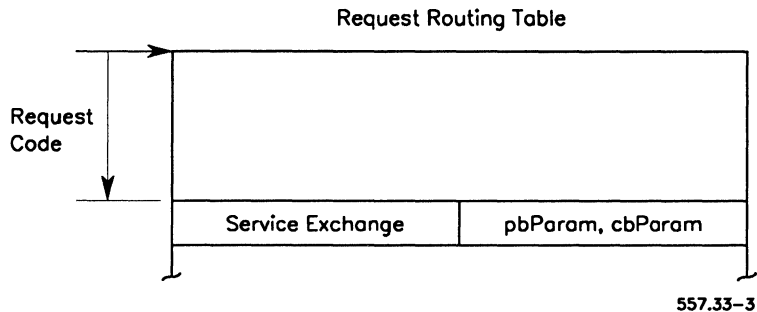 Request Routing Table
Request
Code
Service Exchange
pbParam, cbParam
557.33-3